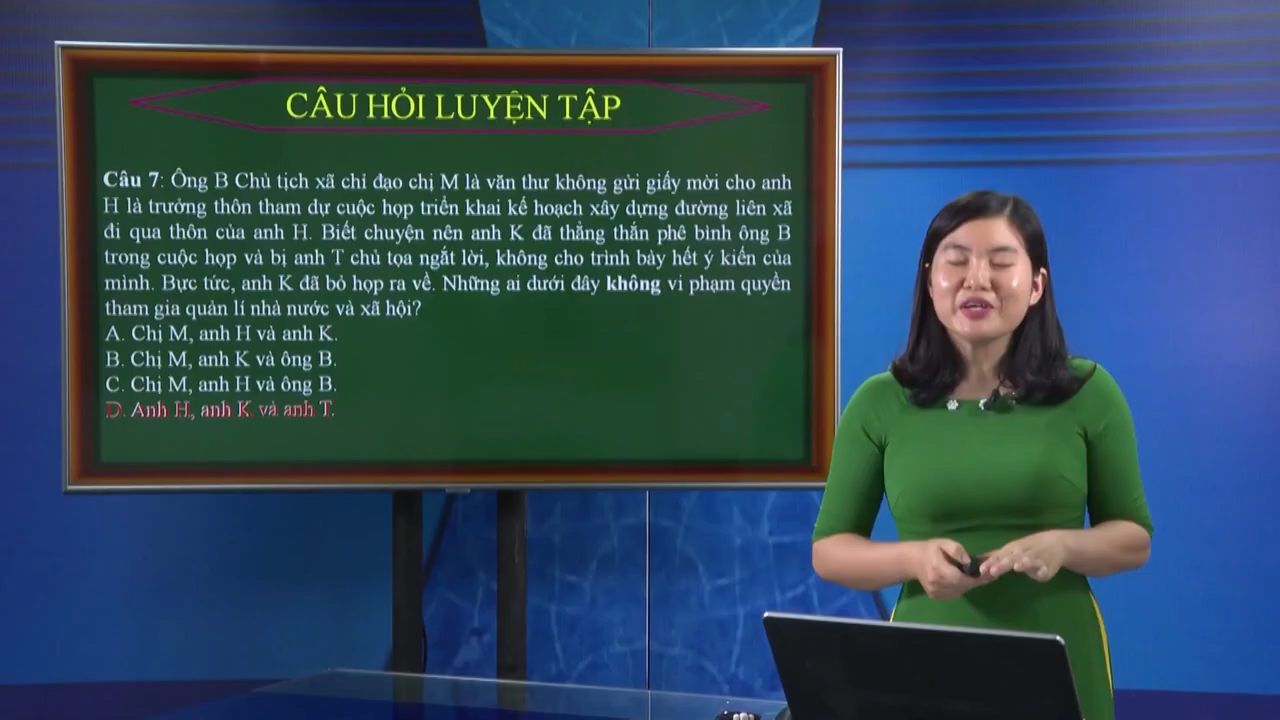 CÂU HỎI LUYỆN TẬP
Câu 7: Ông B Chủ tịch xã chỉ đạo chị M là văn thư không gửi giấy mời cho anh
H là trưởng thôn tham dự cuộc họp triển khai kế hoạch xây dựng đường liên xã
đi qua thôn của anh H. Biết chuyện nên anh K đã thẳng thắn phê bình ông B
trong cuộc họp và bị anh T chủ tọa ngắt lời, không cho trình bày hết ý kiến của
mình. Bực tức, anh K đã bỏ họp ra về. Những ai dưới đây không vi phạm quyền
tham gia quản lí nhà nước và xã hội?
A. Chị M, anh H và anh K.
B. Chị M, anh K và ông B.
C. Chị M, anh H và ông B.
D. Anh H, anh K và anh T.